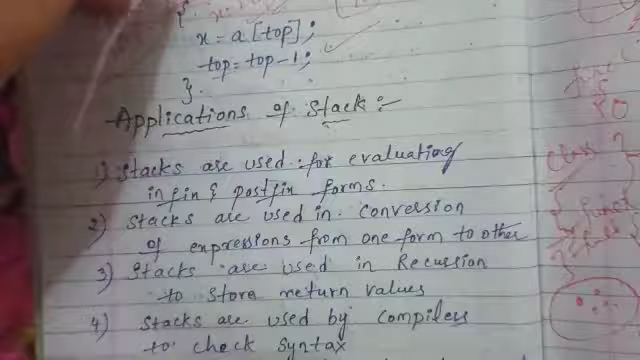 {
x = a [top];
top = top - 1;
}.
Applications of Stack :-
1) Stacks are used for evaluating
infix & postfix forms.
2) Stacks are used in conversion
of expressions from one form to other
3) Stacks are used in Recussion
to store return values
4) Stacks are used by compilers
to check syntax